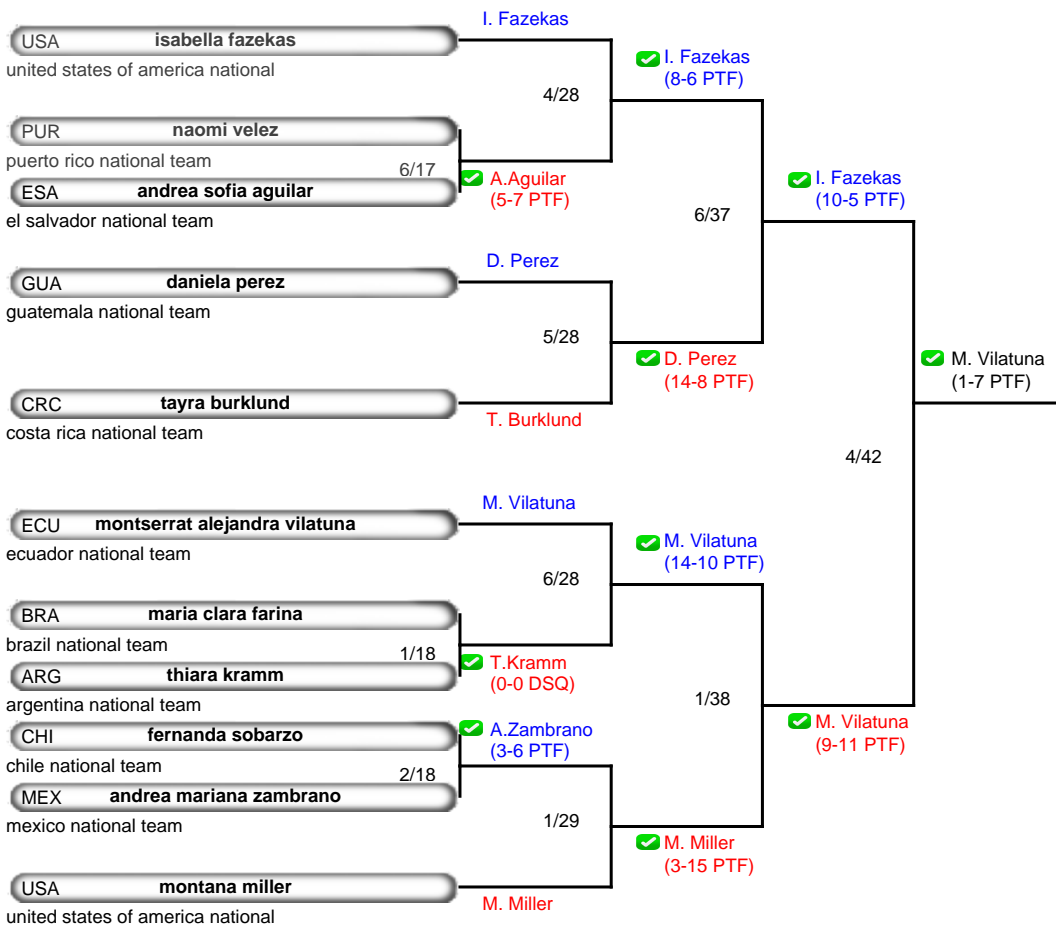 I. Fazekas
USA isabella fazekas
united states of america national
I. Fazekas
(8-6 PTF)
4/28
PUR naomi velez
puerto rico national team
6/17
ESA andrea sofia aguilar
el salvador national team
A.Aguilar
(5-7 PTF)
I. Fazekas
(10-5 PTF)
6/37
D. Perez
GUA daniela perez
guatemala national team
5/28
D. Perez
(14-8 PTF)
M. Vilatuna
(1-7 PTF)
CRC tayra burklund
costa rica national team
T. Burklund
4/42
M. Vilatuna
ECU montserrat alejandra vilatuna
ecuador national team
M. Vilatuna
(14-10 PTF)
6/28
BRA maria clara farina
brazil national team
1/18
ARG thiara kramm
argentina national team
T.Kramm
(0-0 DSQ)
1/38
CHI fernanda sobarzo
chile national team
A.Zambrano
(3-6 PTF)
M. Vilatuna
(9-11 PTF)
2/18
MEX andrea mariana zambrano
mexico national team
1/29
M. Miller
(3-15 PTF)
USA montana miller
united states of america national
M. Miller